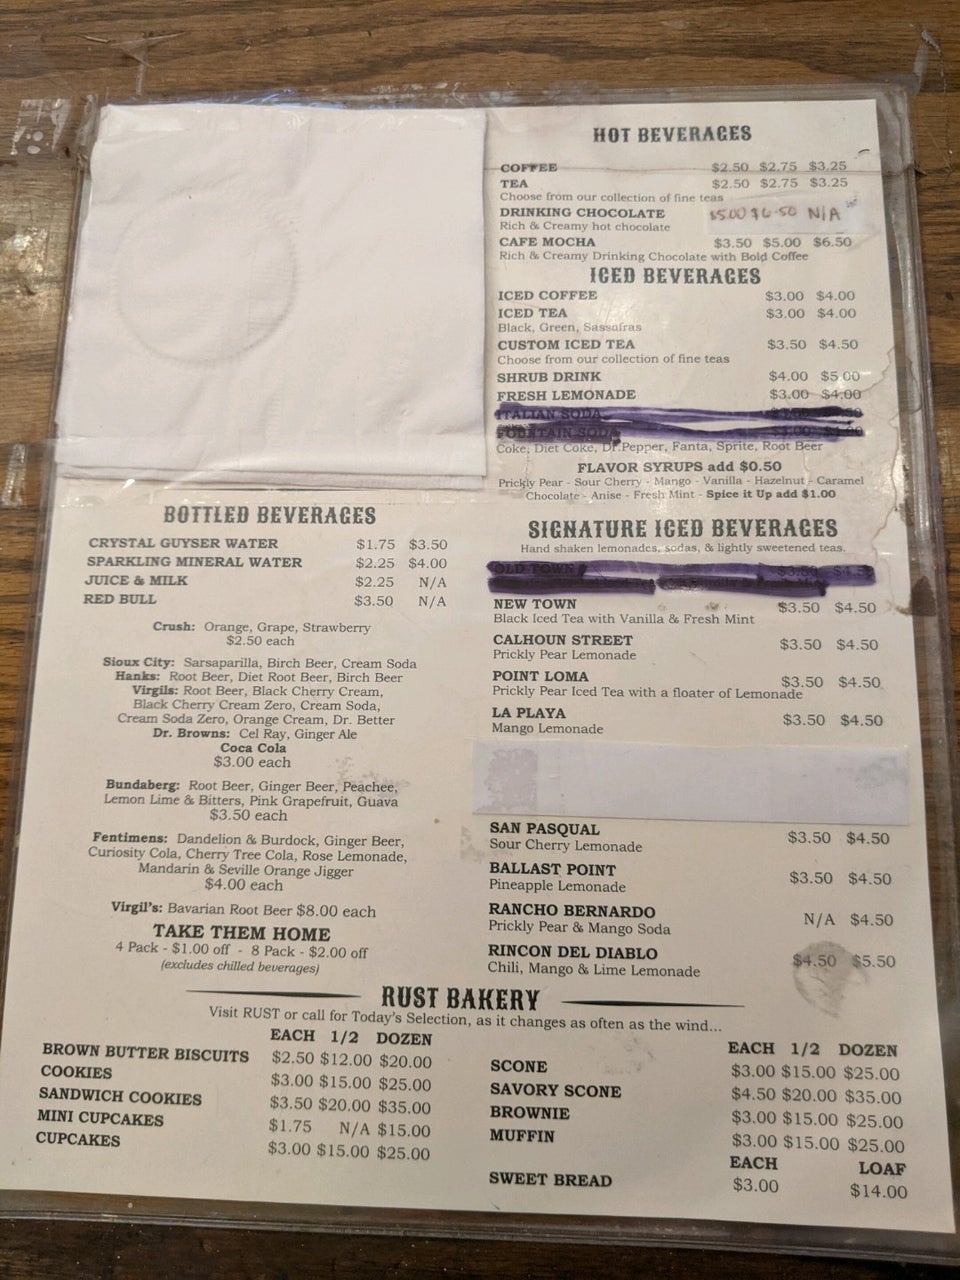 HOT BEVERAGES
COFFEE $2.50 $2.75 $3.25
TEA $2.50 $2.75 $3.25
Choose from our collection of fine teas
DRINKING CHOCOLATE $5.00 $6.50 N/A
Rich & Creamy hot chocolate
CAFE MOCHA $3.50 $5.00 $6.50
Rich & Creamy Drinking Chocolate with Bold Coffee
ICED BEVERAGES
ICED COFFEE $3.00 $4.00
ICED TEA $3.00 $4.00
Black, Green, Sassafras
CUSTOM ICED TEA $3.50 $4.50
Choose from our collection of fine teas
SHRUB DRINK $4.00 $5.00
FRESH LEMONADE $3.00 $4.00
ITALIAN SODA
FOUNTAIN SODA
Coke, Diet Coke, Dr.Pepper, Fanta, Sprite, Root Beer
FLAVOR SYRUPS add $0.50
Prickly Pear - Sour Cherry - Mango - Vanilla - Hazelnut - Caramel
Chocolate - Anise - Fresh Mint - Spice it Up add $1.00
BOTTLED BEVERAGES
CRYSTAL GUYSER WATER $1.75 $3.50
SPARKLING MINERAL WATER $2.25 $4.00
JUICE & MILK $2.25 N/A
RED BULL $3.50 N/A
Crush: Orange, Grape, Strawberry
$2.50 each
Sioux City: Sarsaparilla, Birch Beer, Cream Soda
Hanks: Root Beer, Diet Root Beer, Birch Beer
Virgils: Root Beer, Black Cherry Cream,
Black Cherry Cream Zero, Cream Soda,
Cream Soda Zero, Orange Cream, Dr. Better
Dr. Browns: Cel Ray, Ginger Ale
Coca Cola
$3.00 each
Bundaberg: Root Beer, Ginger Beer, Peachee,
Lemon Lime & Bitters, Pink Grapefruit, Guava
$3.50 each
Fentimens: Dandelion & Burdock, Ginger Beer,
Curiosity Cola, Cherry Tree Cola, Rose Lemonade,
Mandarin & Seville Orange Jigger
$4.00 each
Virgil's: Bavarian Root Beer $8.00 each
TAKE THEM HOME
4 Pack - $1.00 off - 8 Pack - $2.00 off
(excludes chilled beverages)
SIGNATURE ICED BEVERAGES
Hand shaken lemonades, sodas, & lightly sweetened teas.
OLD TOWN
NEW TOWN $3.50 $4.50
Black Iced Tea with Vanilla & Fresh Mint
CALHOUN STREET $3.50 $4.50
Prickly Pear Lemonade
POINT LOMA $3.50 $4.50
Prickly Pear Iced Tea with a floater of Lemonade
LA PLAYA $3.50 $4.50
Mango Lemonade
SAN PASQUAL $3.50 $4.50
Sour Cherry Lemonade
BALLAST POINT $3.50 $4.50
Pineapple Lemonade
RANCHO BERNARDO N/A $4.50
Prickly Pear & Mango Soda
RINCON DEL DIABLO $4.50 $5.50
Chili, Mango & Lime Lemonade
RUST BAKERY
Visit RUST or call for Today's Selection, as it changes as often as the wind...
EACH 1/2 DOZEN
BROWN BUTTER BISCUITS $2.50 $12.00 $20.00
COOKIES $3.00 $15.00 $25.00
SANDWICH COOKIES $3.50 $20.00 $35.00
MINI CUPCAKES $1.75 N/A $15.00
CUPCAKES $3.00 $15.00 $25.00
EACH 1/2 DOZEN
SCONE $3.00 $15.00 $25.00
SAVORY SCONE $4.50 $20.00 $35.00
BROWNIE $3.00 $15.00 $25.00
MUFFIN $3.00 $15.00 $25.00
EACH LOAF
SWEET BREAD $3.00 $14.00